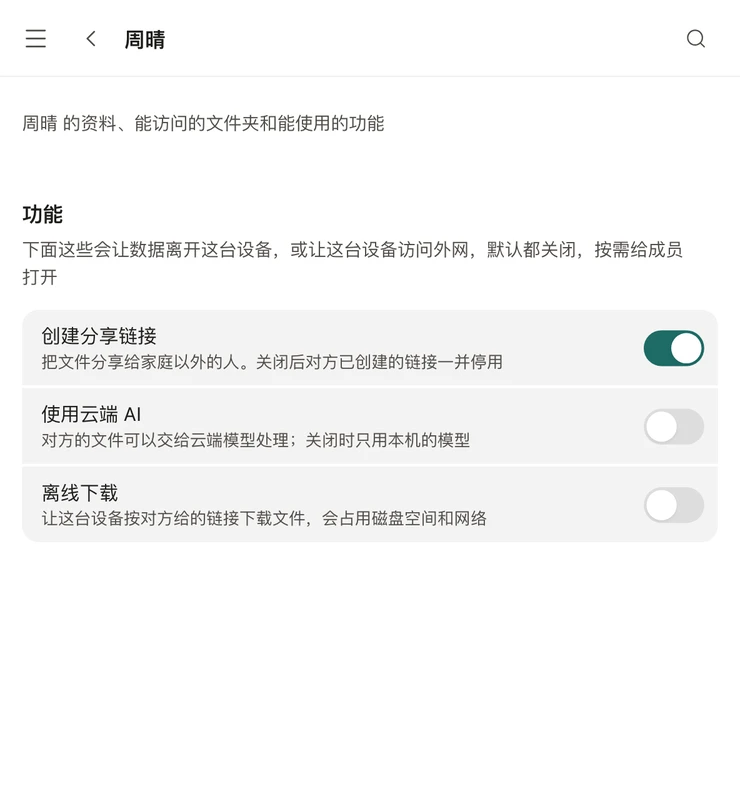 周晴
周晴 的资料、能访问的文件夹和能使用的功能
功能
下面这些会让数据离开这台设备，或让这台设备访问外网，默认都关闭，按需给成员
打开
创建分享链接
把文件分享给家庭以外的人。关闭后对方已创建的链接一并停用
使用云端 AI
对方的文件可以交给云端模型处理；关闭时只用本机的模型
离线下载
让这台设备按对方给的链接下载文件，会占用磁盘空间和网络